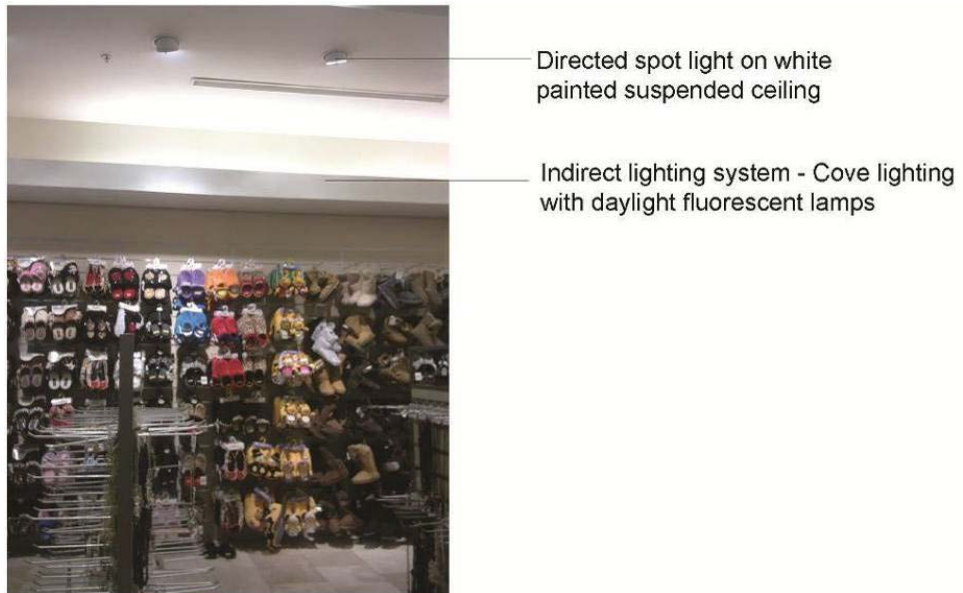 Directed spot light on white
painted suspended ceiling
Indirect lighting system - Cove lighting
with daylight fluorescent lamps